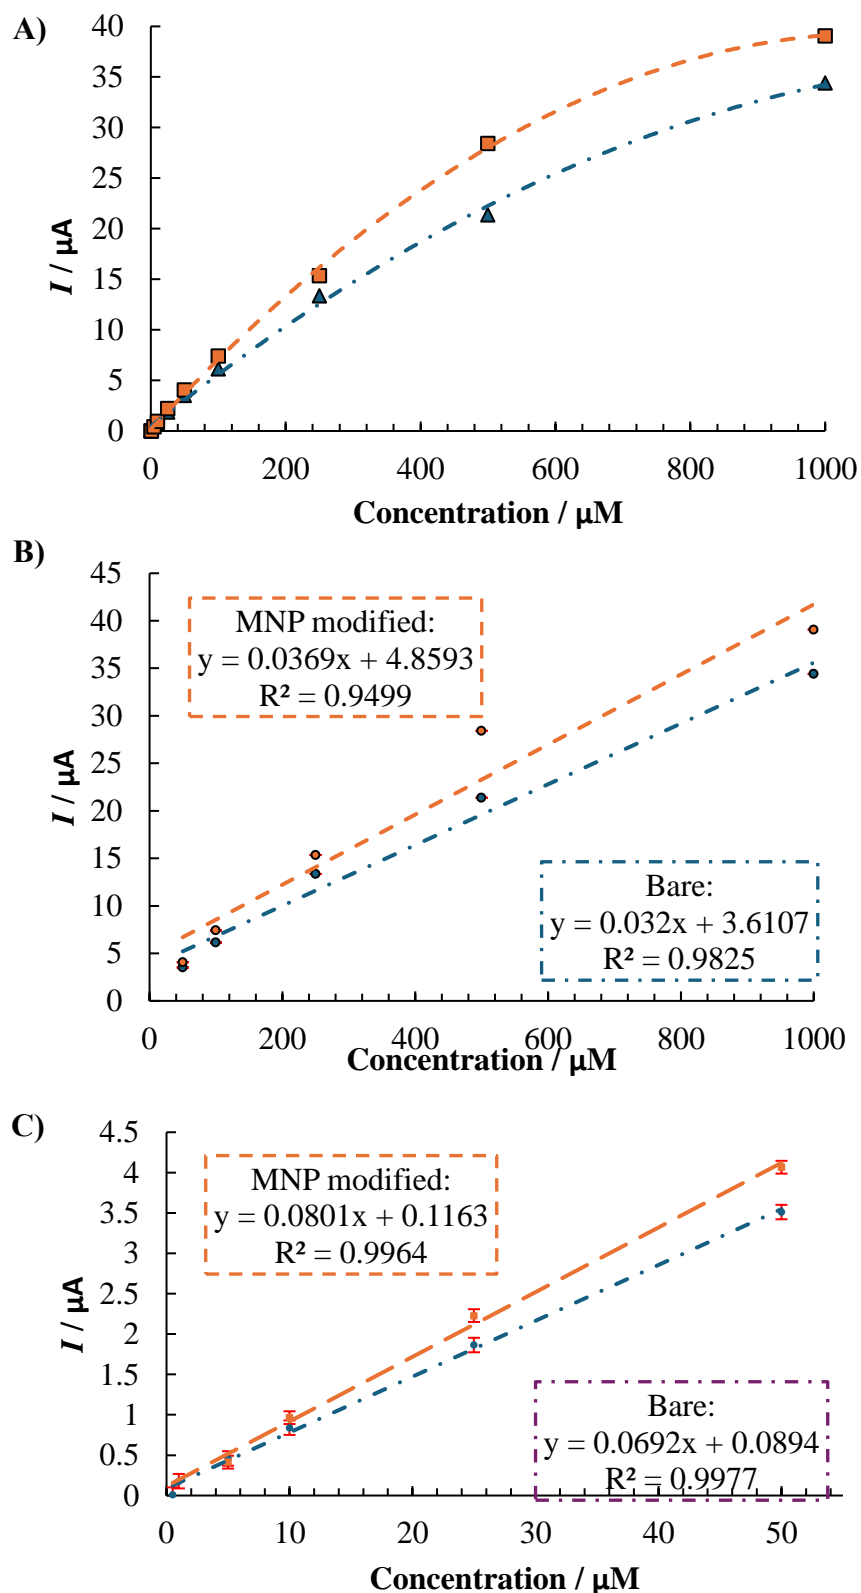 A)
40
35
30
25
20
15
10
5
0
I / µA
0 200 400 600 800 1000
Concentration / µM
B)
45
40
35
30
25
20
15
10
5
0
I / µA
MNP modified:
y = 0.0369x + 4.8593
R² = 0.9499
Bare:
y = 0.032x + 3.6107
R² = 0.9825
0 200 400 600 800 1000
Concentration / µM
C)
4.5
4
3.5
3
2.5
2
1.5
1
0.5
0
I / µA
MNP modified:
y = 0.0801x + 0.1163
R² = 0.9964
Bare:
y = 0.0692x + 0.0894
R² = 0.9977
0 10 20 30 40 50
Concentration / µM